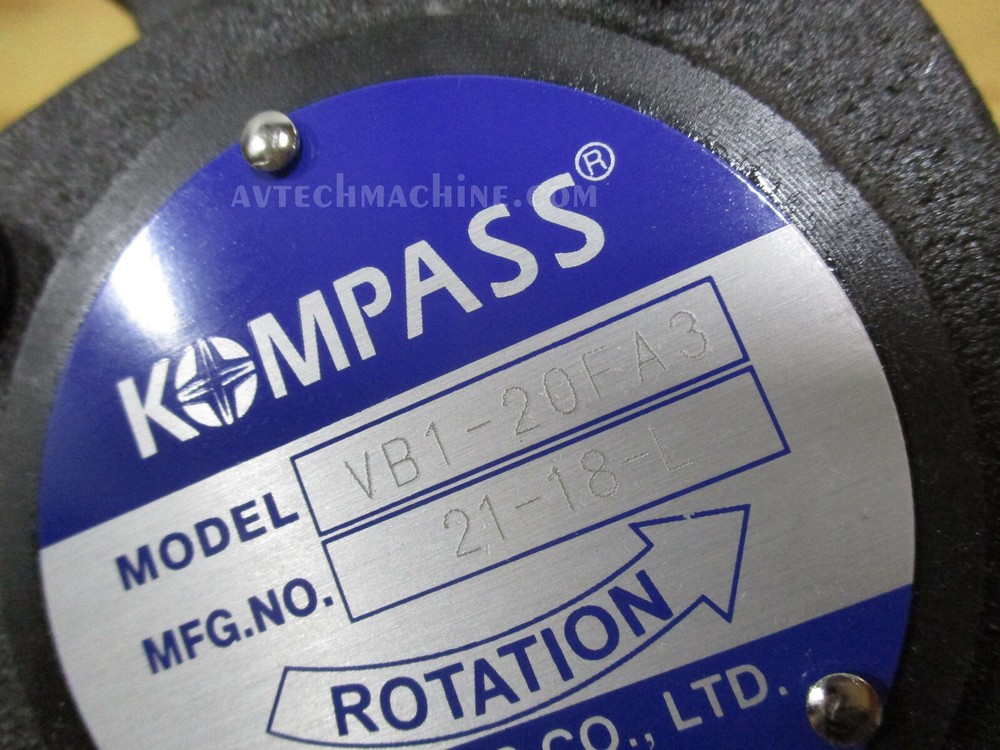 AVTECHMACHINE.COM
KOMPASS®
MODEL VB1-20FA3
MFG.NO. 21-18-L
ROTATION
CO., LTD.